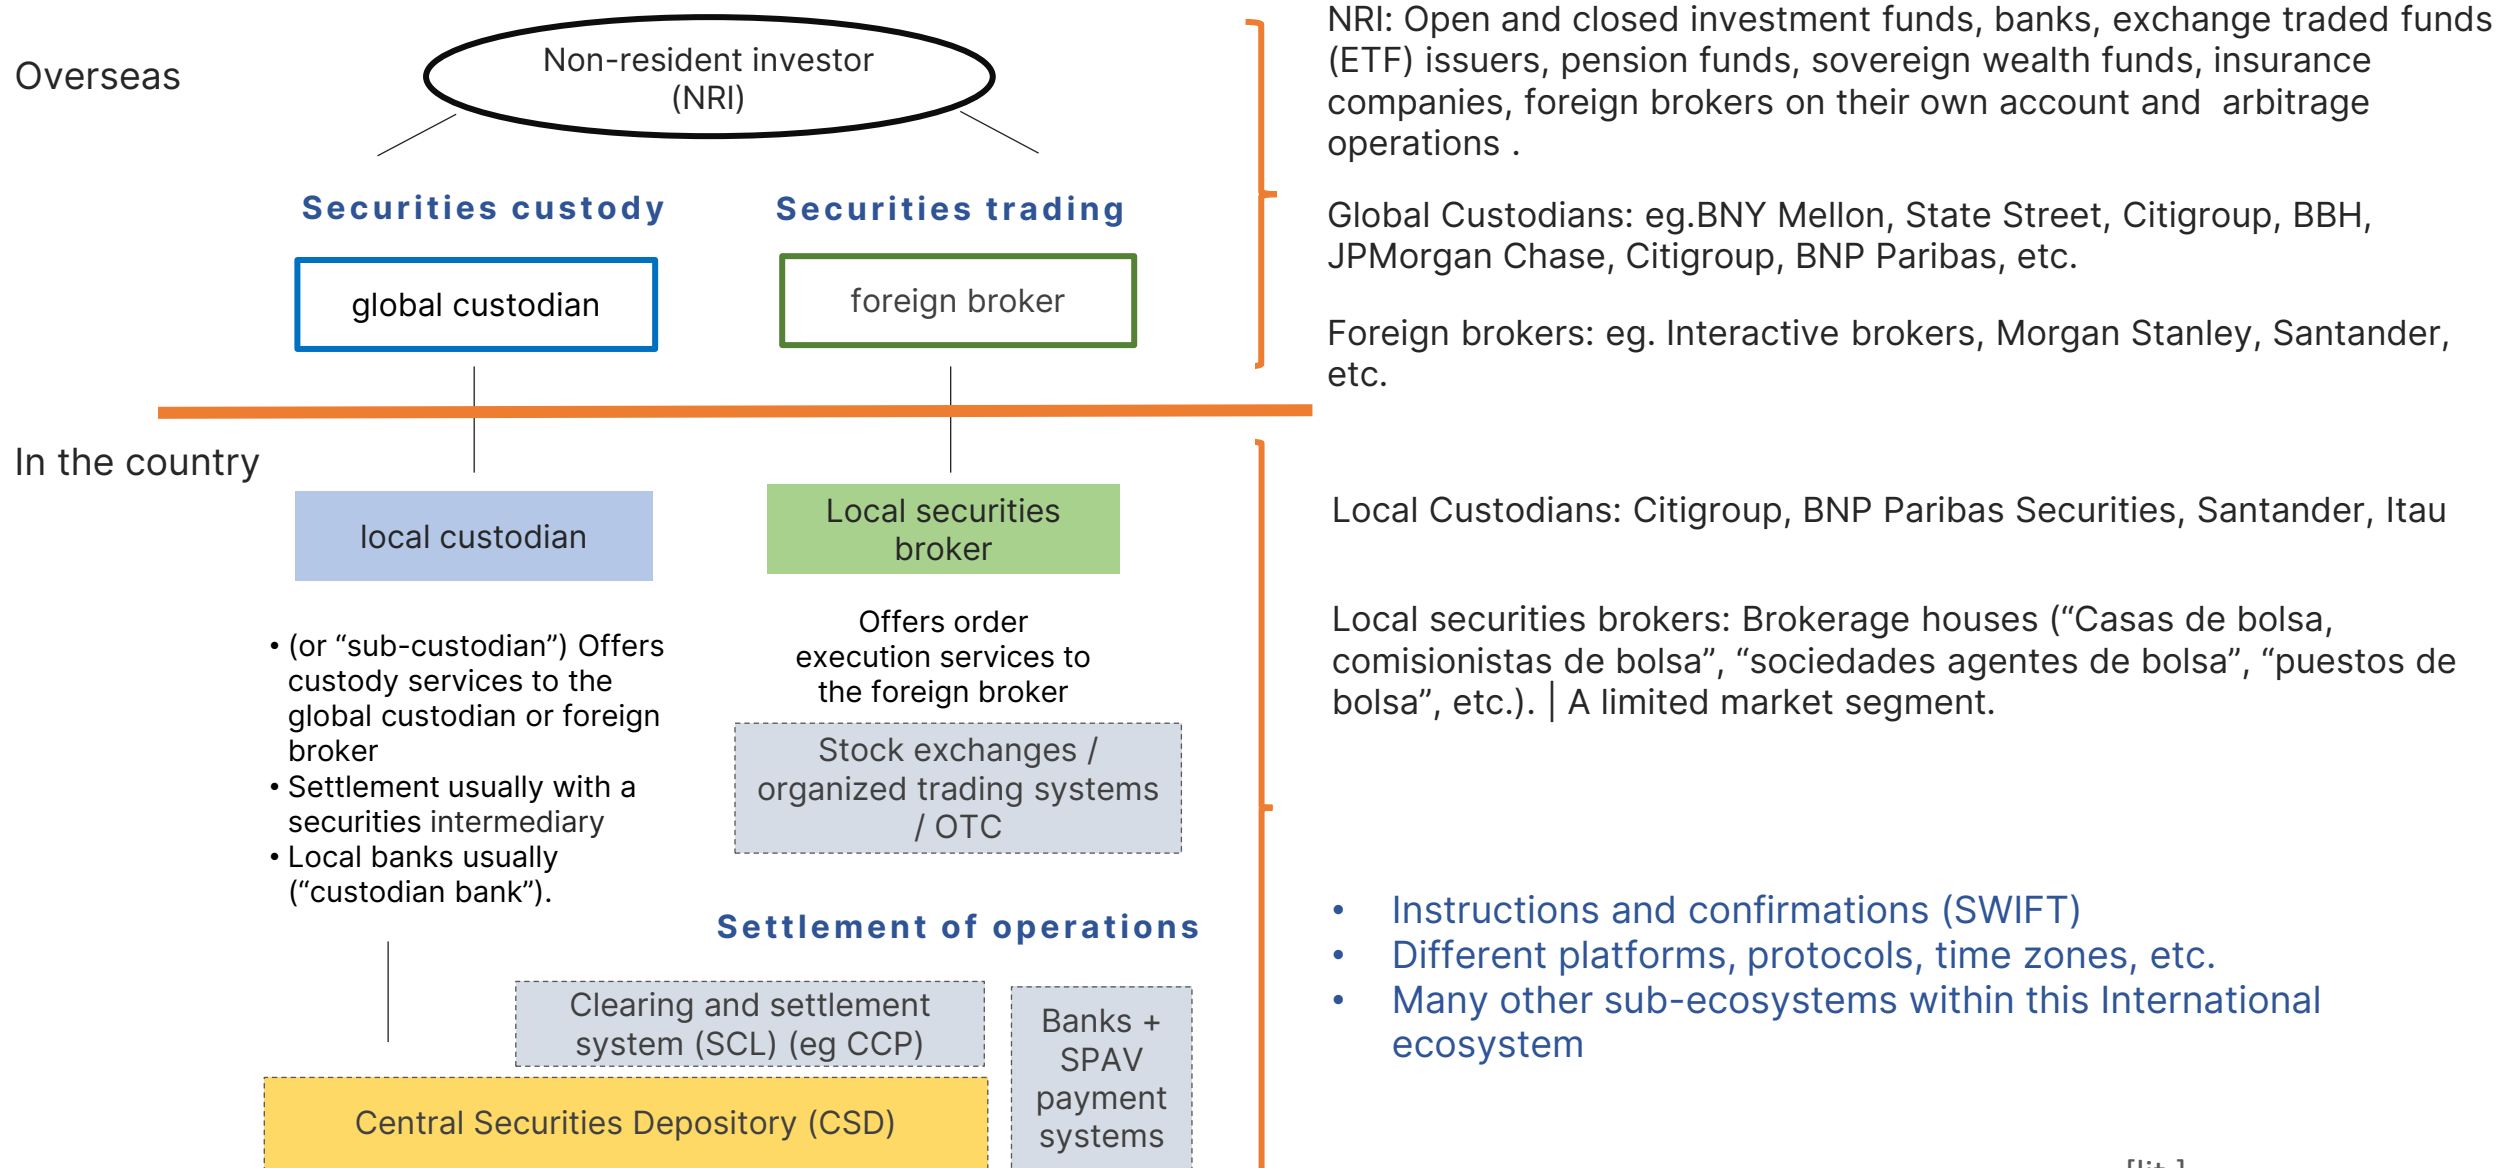 Overseas
Non-resident investor
(NRI)
Securities custody
Securities trading
global custodian
foreign broker
NRI: Open and closed investment funds, banks, exchange traded funds
(ETF) issuers, pension funds, sovereign wealth funds, insurance
companies, foreign brokers on their own account and arbitrage
operations .
Global Custodians: eg.BNY Mellon, State Street, Citigroup, BBH,
JPMorgan Chase, Citigroup, BNP Paribas, etc.
Foreign brokers: eg. Interactive brokers, Morgan Stanley, Santander,
etc.
In the country
local custodian
Local securities
broker
• (or “sub-custodian”) Offers
custody services to the
global custodian or foreign
broker
• Settlement usually with a
securities intermediary
• Local banks usually
(“custodian bank”).
Offers order
execution services to
the foreign broker
Stock exchanges /
organized trading systems
/ OTC
Settlement of operations
Clearing and settlement
system (SCL) (eg CCP)
Banks +
SPAV
payment
systems
Central Securities Depository (CSD)
Local Custodians: Citigroup, BNP Paribas Securities, Santander, Itau
Local securities brokers: Brokerage houses (“Casas de bolsa,
comisionistas de bolsa”, “sociedades agentes de bolsa”, “puestos de
bolsa”, etc.). | A limited market segment.
• Instructions and confirmations (SWIFT)
• Different platforms, protocols, time zones, etc.
• Many other sub-ecosystems within this International
ecosystem